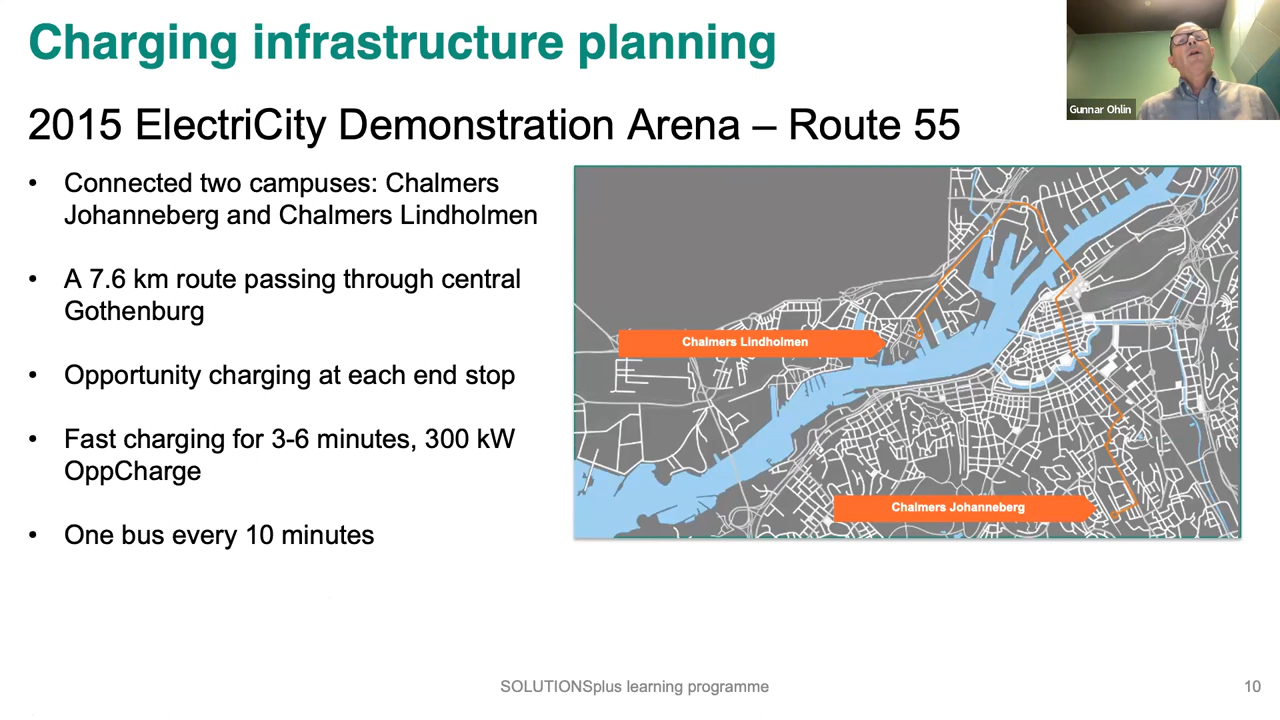 Charging infrastructure planning
Gunnar Ohlin
2015 ElectriCity Demonstration Arena – Route 55
• Connected two campuses: Chalmers
Johanneberg and Chalmers Lindholmen
• A 7.6 km route passing through central
Gothenburg
• Opportunity charging at each end stop
• Fast charging for 3-6 minutes, 300 kW
OppCharge
• One bus every 10 minutes
Chalmers Lindholmen
Chalmers Johanneberg
SOLUTIONSplus learning programme
10